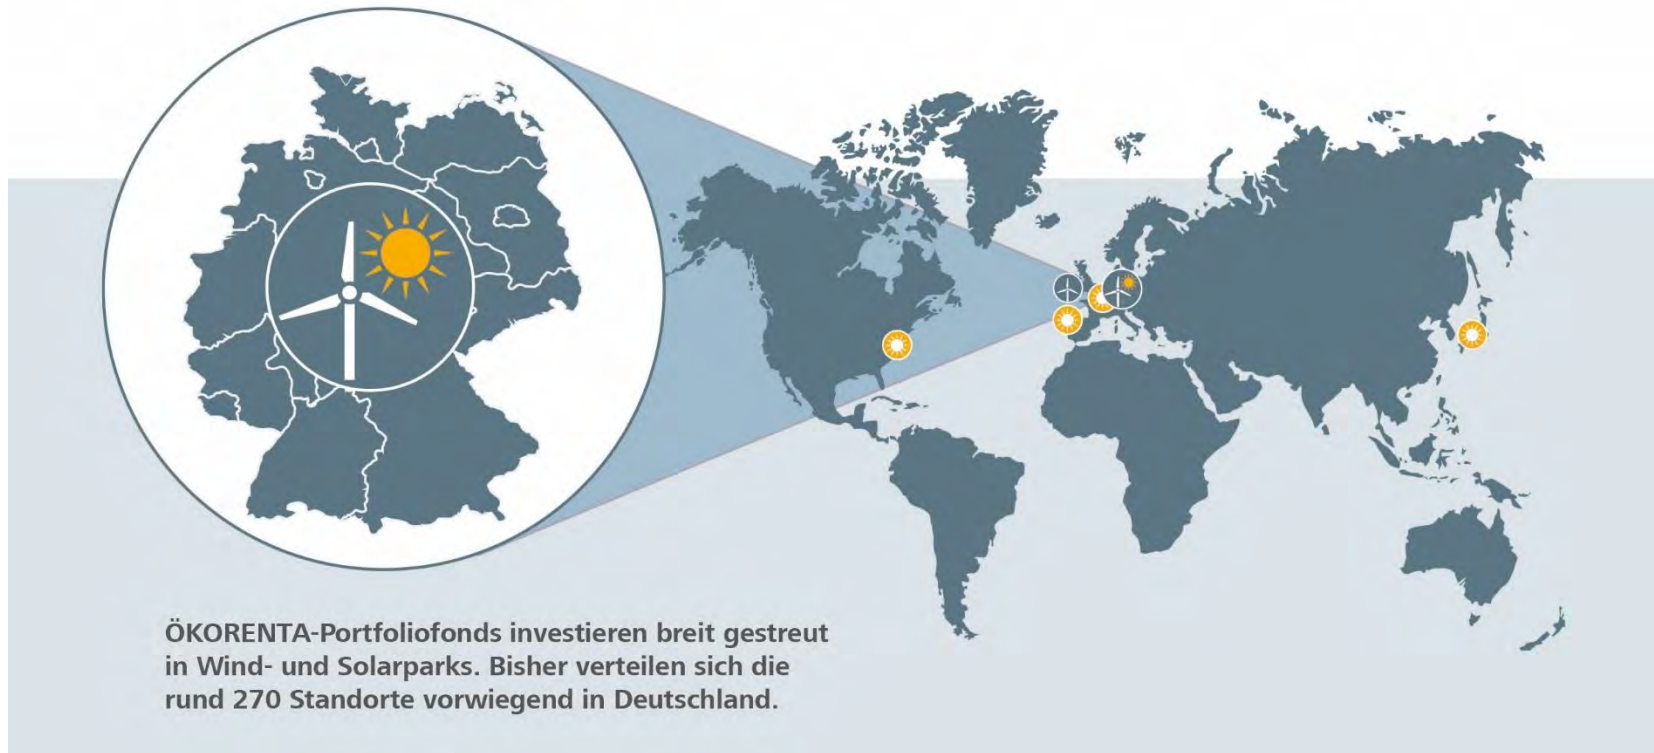 ÖKORENTA-Portfoliofonds investieren breit gestreut
in Wind- und Solarparks. Bisher verteilen sich die
rund 270 Standorte vorwiegend in Deutschland.